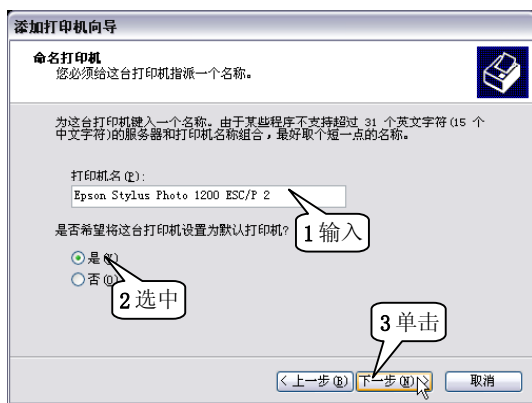 添加打印机向导
命名打印机
您必须给这台打印机指派一个名称。
为这台打印机键入一个名称。由于某些程序不支持超过 31 个英文字符(15 个
中文字符)的服务器和打印机名称组合，最好取个短一点的名称。
打印机名(P):
Epson Stylus Photo 1200 ESC/P 2
1 输入
是否希望将这台打印机设置为默认打印机?
是(Y)
否(O)
2 选中
3 单击
< 上一步(B)
下一步(N) >
取消